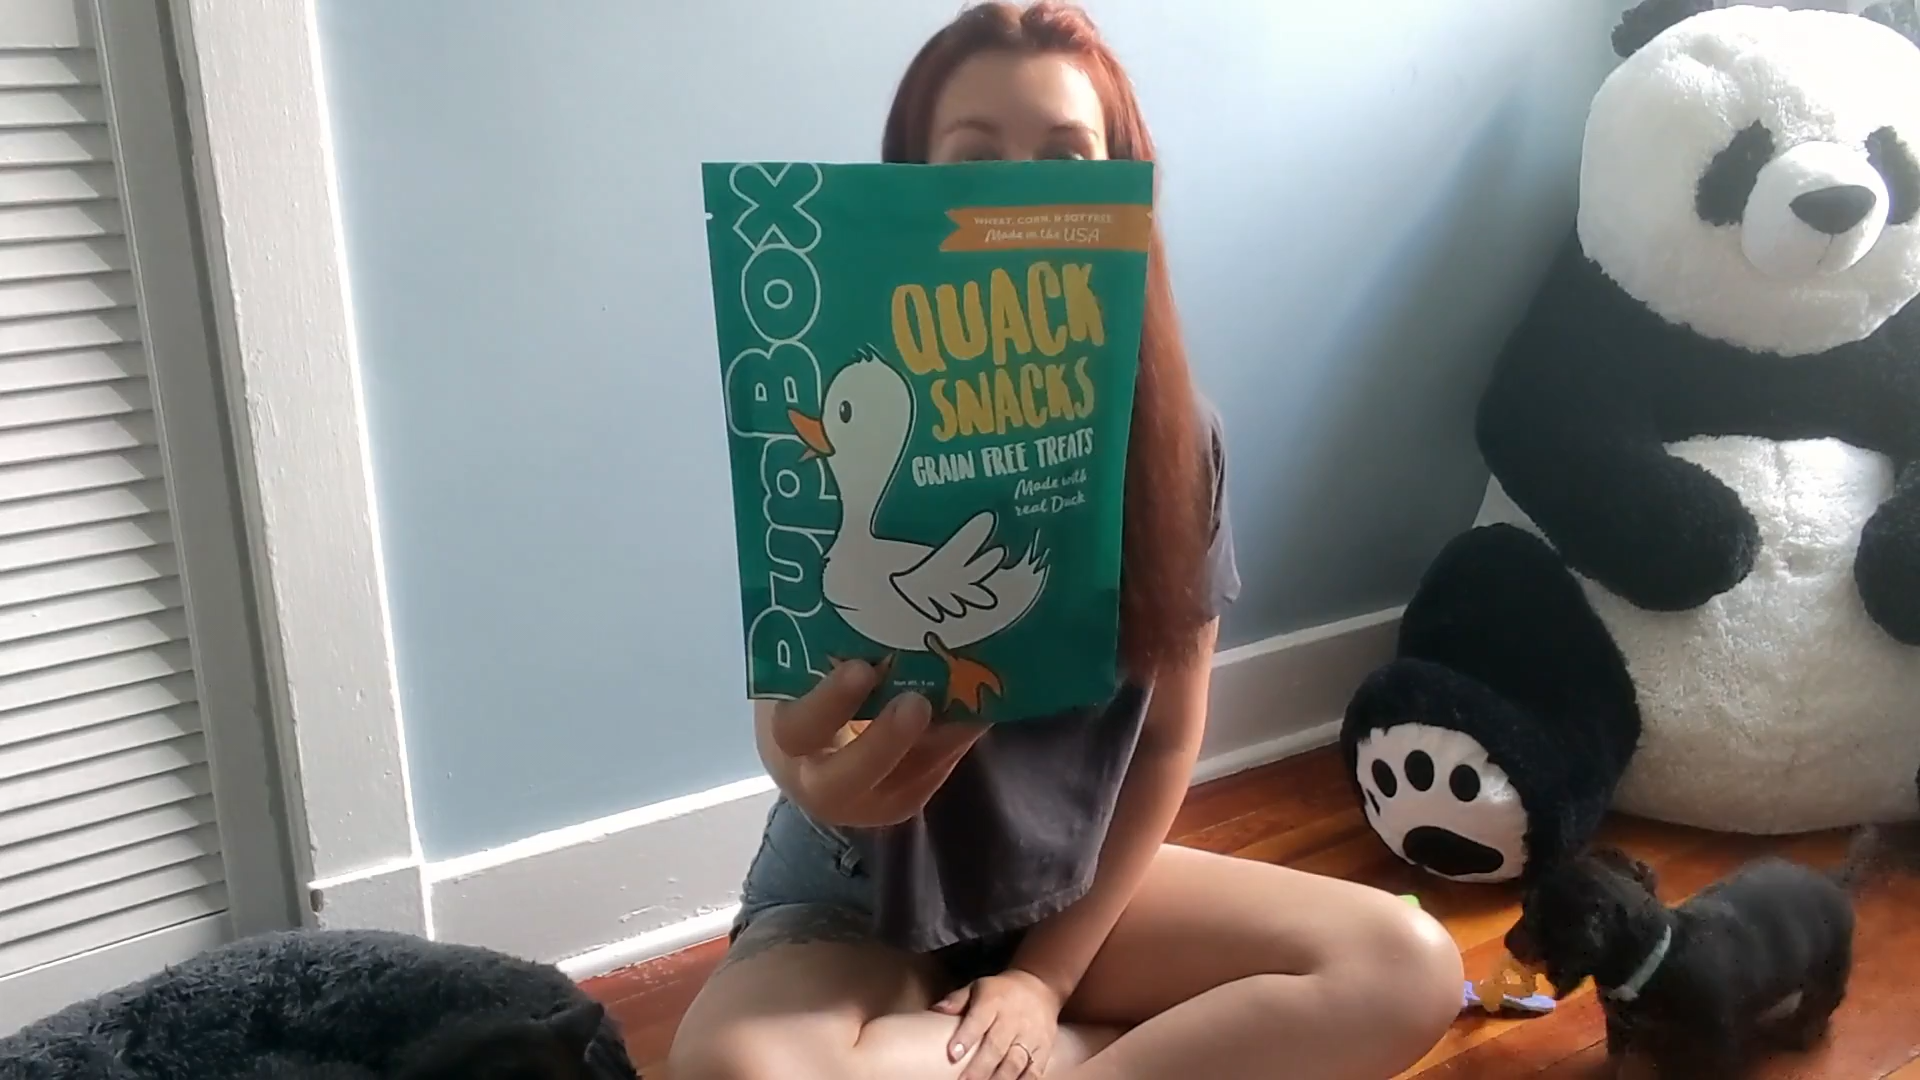 PupBox
WHEAT, CORN, & SOY FREE
Made in the USA
QUACK
SNACKS
GRAIN FREE TREATS
Made with
real Duck